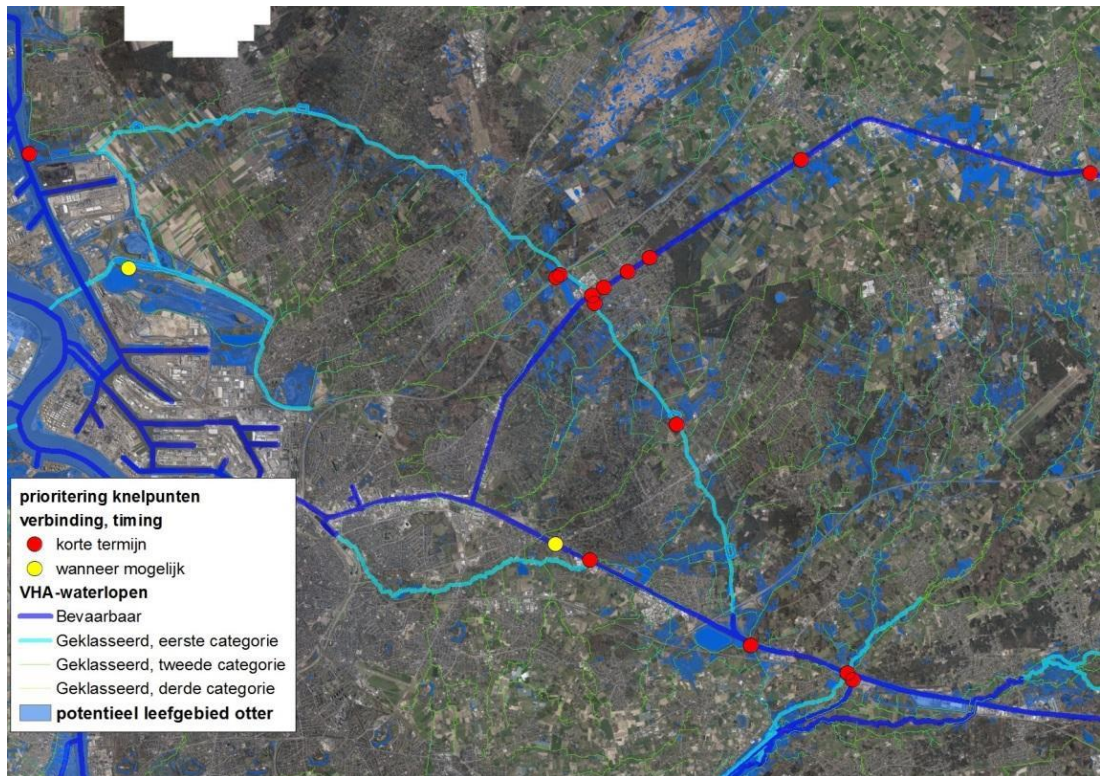 prioritering knelpunten
verbinding, timing
korte termijn
wanneer mogelijk
VHA-waterlopen
Bevaarbaar
Geklasseerd, eerste categorie
Geklasseerd, tweede categorie
Geklasseerd, derde categorie
potentieel leefgebied otter